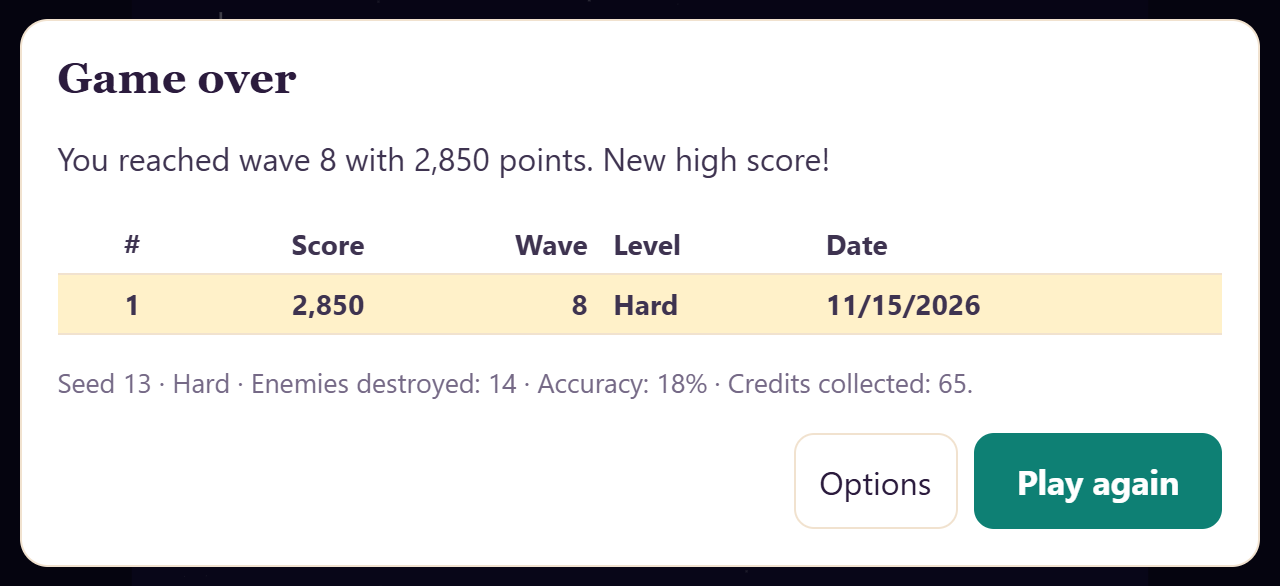 Game over
You reached wave 8 with 2,850 points. New high score!
# Score Wave Level Date
1 2,850 8 Hard 11/15/2026
Seed 13 · Hard · Enemies destroyed: 14 · Accuracy: 18% · Credits collected: 65.
Options Play again